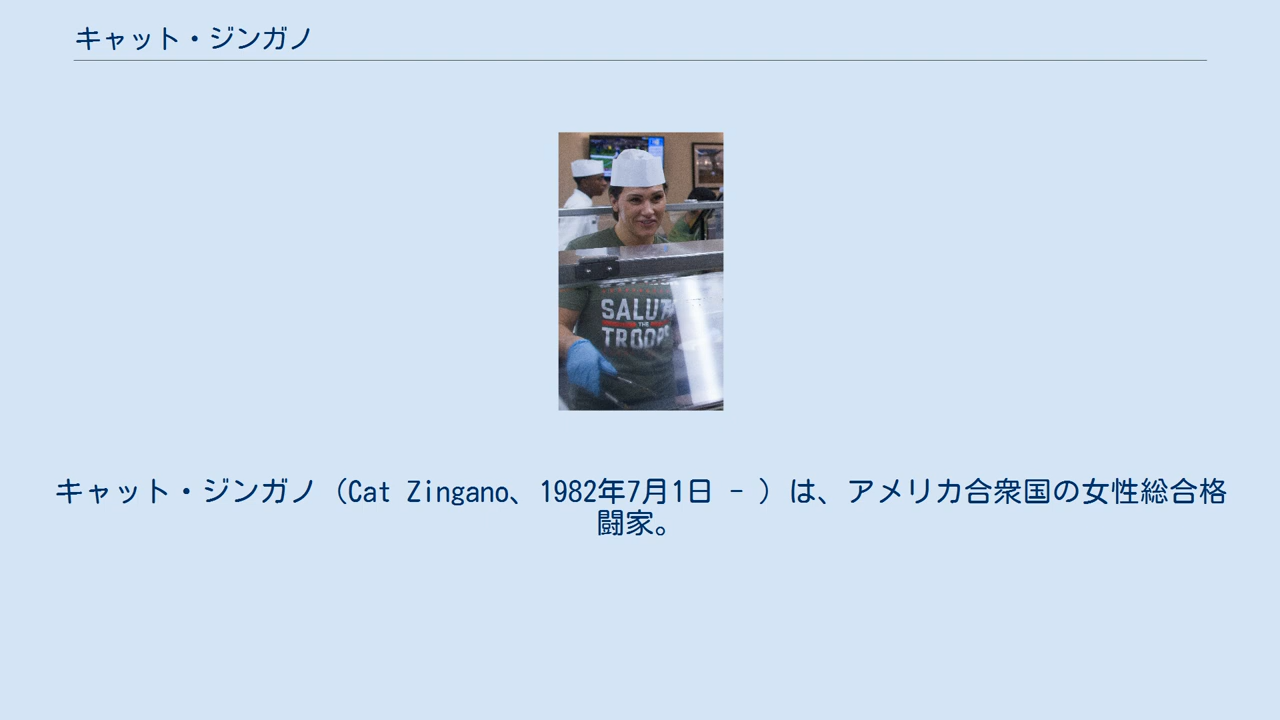 キャット・ジンガノ
SALUT
THE
TROOPS
キャット・ジンガノ（Cat Zingano、1982年7月1日 - ）は、アメリカ合衆国の女性総合格
闘家。